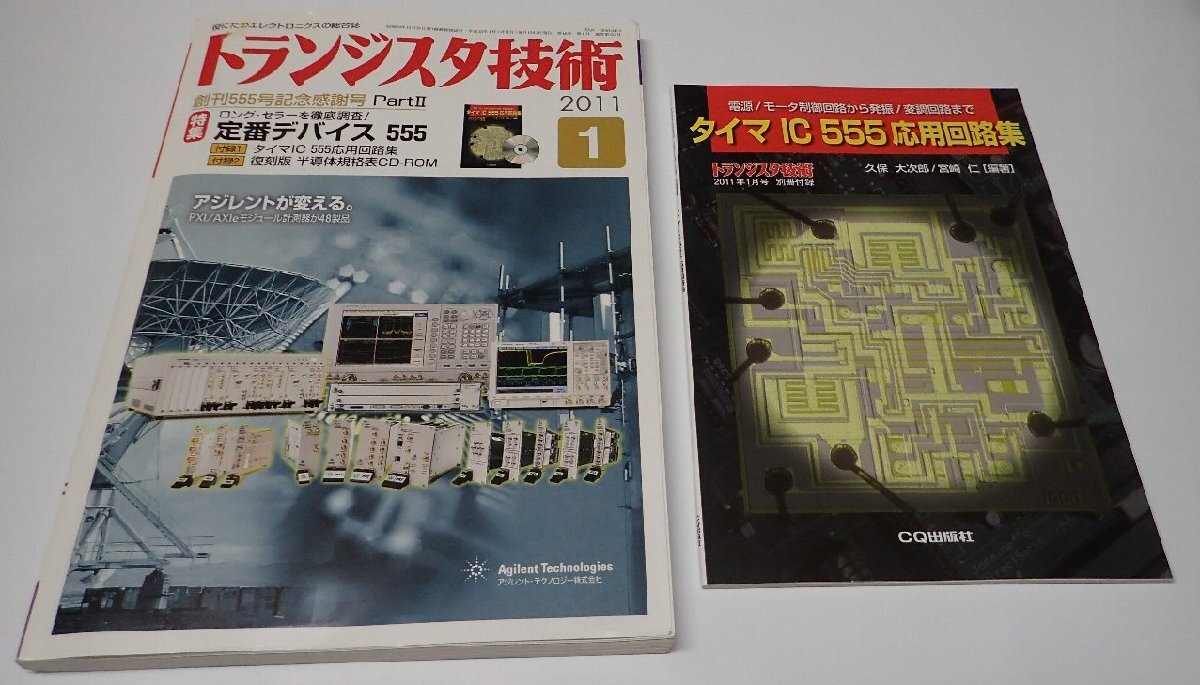 役にたつエレクトロニクスの総合誌
トランジスタ技術
創刊555号記念感謝号 PartⅡ
2011
1
特集
ロング・セラーを徹底調査!
定番デバイス 555
付録1 タイマIC 555応用回路集
付録2 復刻版 半導体規格表CD-ROM
アジレントが変える。
PXI/AXIeモジュール計測器が48製品
Agilent Technologies
アジレント・テクノロジー株式会社
電源/モータ制御回路から発振/変調回路まで
タイマ IC 555 応用回路集
トランジスタ技術
2011年1月号 別冊付録
久保 大次郎/宮崎 仁[編著]
CQ出版社